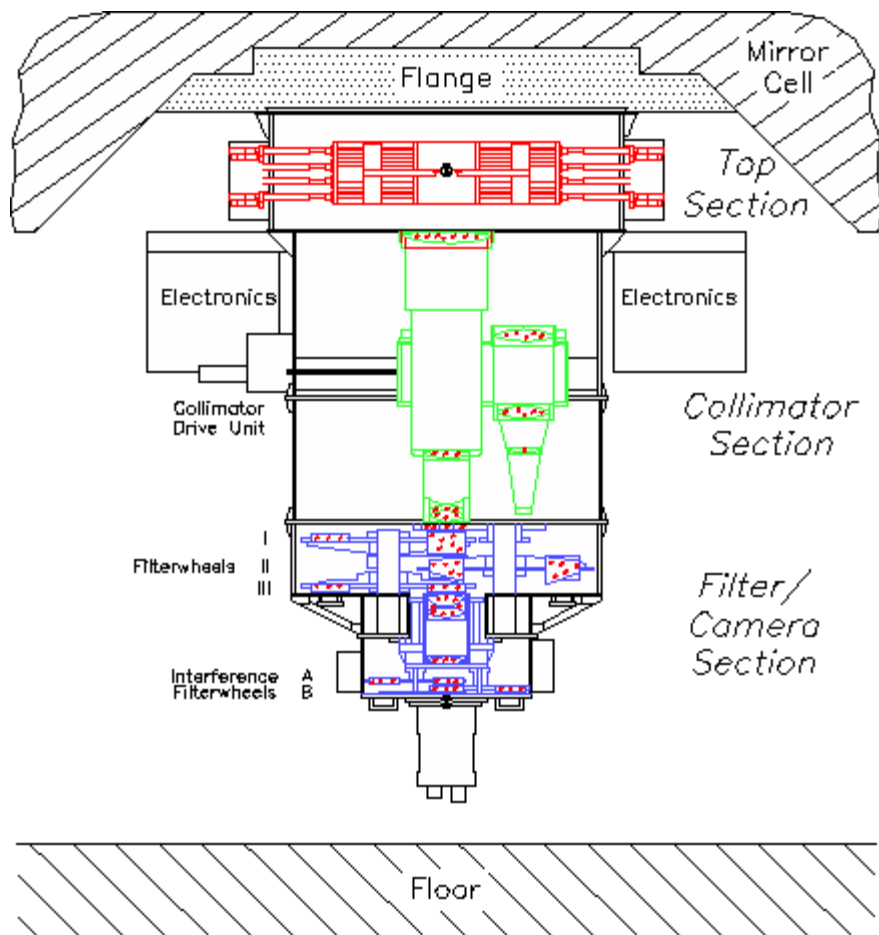 Mirror
Cell
Flange
Top
Section
Electronics
Electronics
Collimator
Drive Unit
Collimator
Section
I
Filterwheels II
III
Filter/
Camera
Section
Interference A
Filterwheels B
Floor